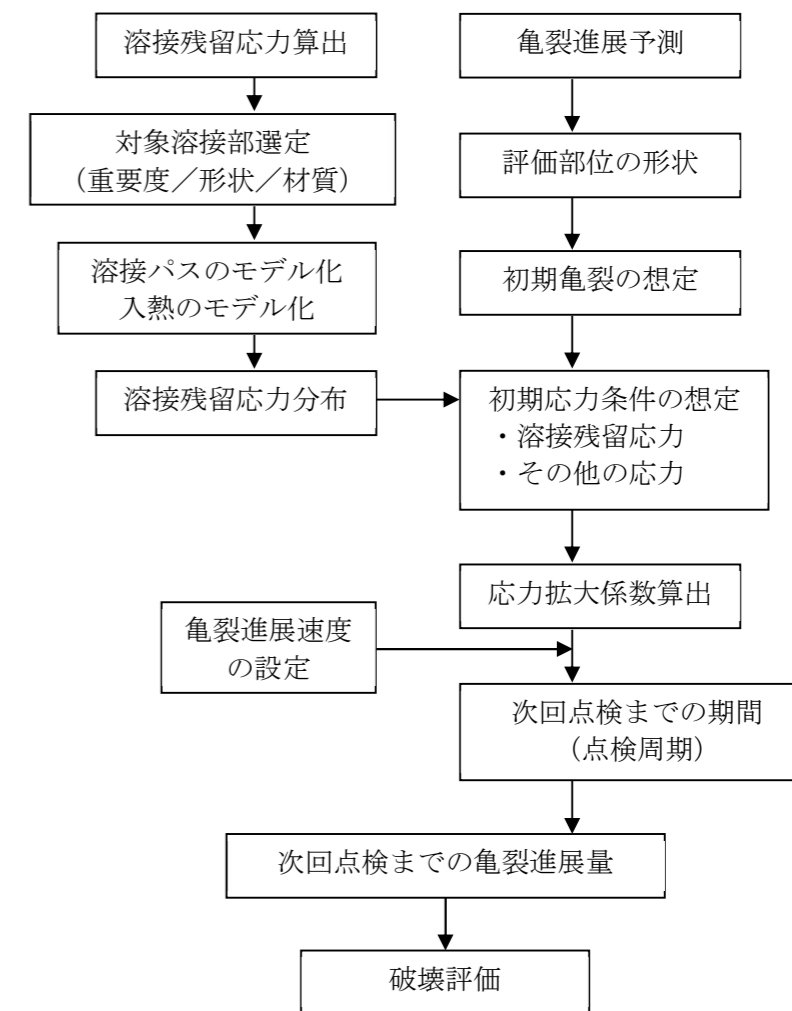 溶接残留応力算出
対象溶接部選定
（重要度／形状／材質）
溶接パスのモデル化
入熱のモデル化
溶接残留応力分布
亀裂進展予測
評価部位の形状
初期亀裂の想定
初期応力条件の想定
・溶接残留応力
・その他の応力
応力拡大係数算出
亀裂進展速度
の設定
次回点検までの期間
（点検周期）
次回点検までの亀裂進展量
破壊評価